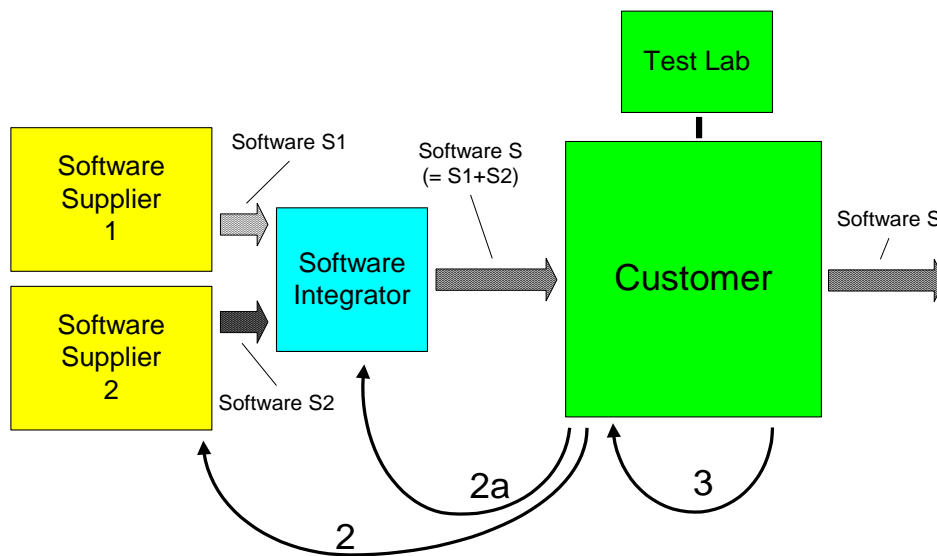 Test Lab
Software
Supplier
1
Software S1
Software S
(= S1+S2)
Software S
Software
Integrator
Customer
Software
Supplier
2
Software S2
2a
3
2